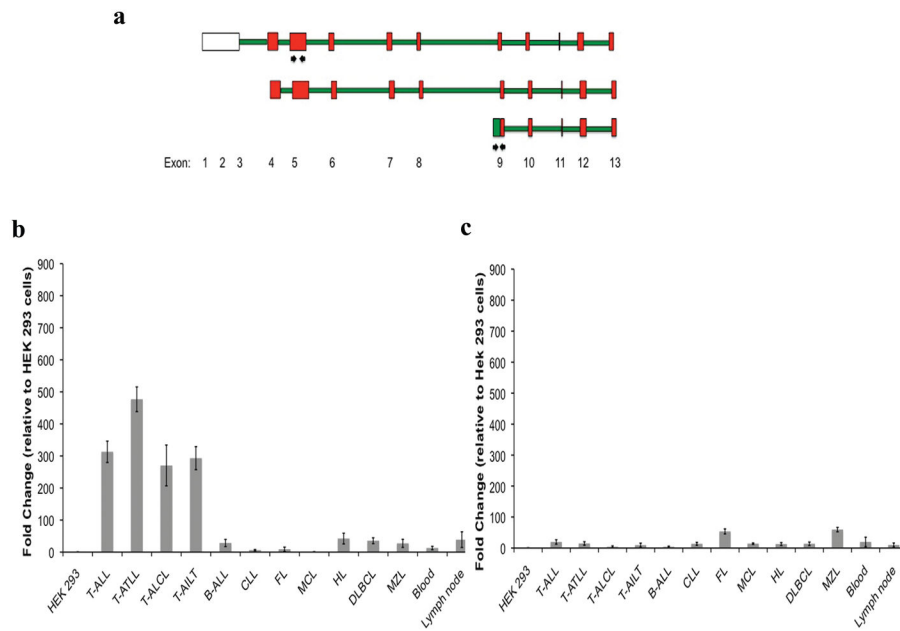 a
Exon: 1 2 3 4 5 6 7 8 9 10 11 12 13
b
Fold Change (relative to HEK 293 cells)
900
800
700
600
500
400
300
200
100
0
HEK 293
T-ALL
T-ATLL
T-ALCL
T-AILT
B-ALL
CLL
FL
MCL
HL
DLBCL
MZL
Blood
Lymph node
c
Fold Change (relative to Hek 293 cells)
900
800
700
600
500
400
300
200
100
0
HEK 293
T-ALL
T-ATLL
T-ALCL
T-AILT
B-ALL
CLL
FL
MCL
HL
DLBCL
MZL
Blood
Lymph node